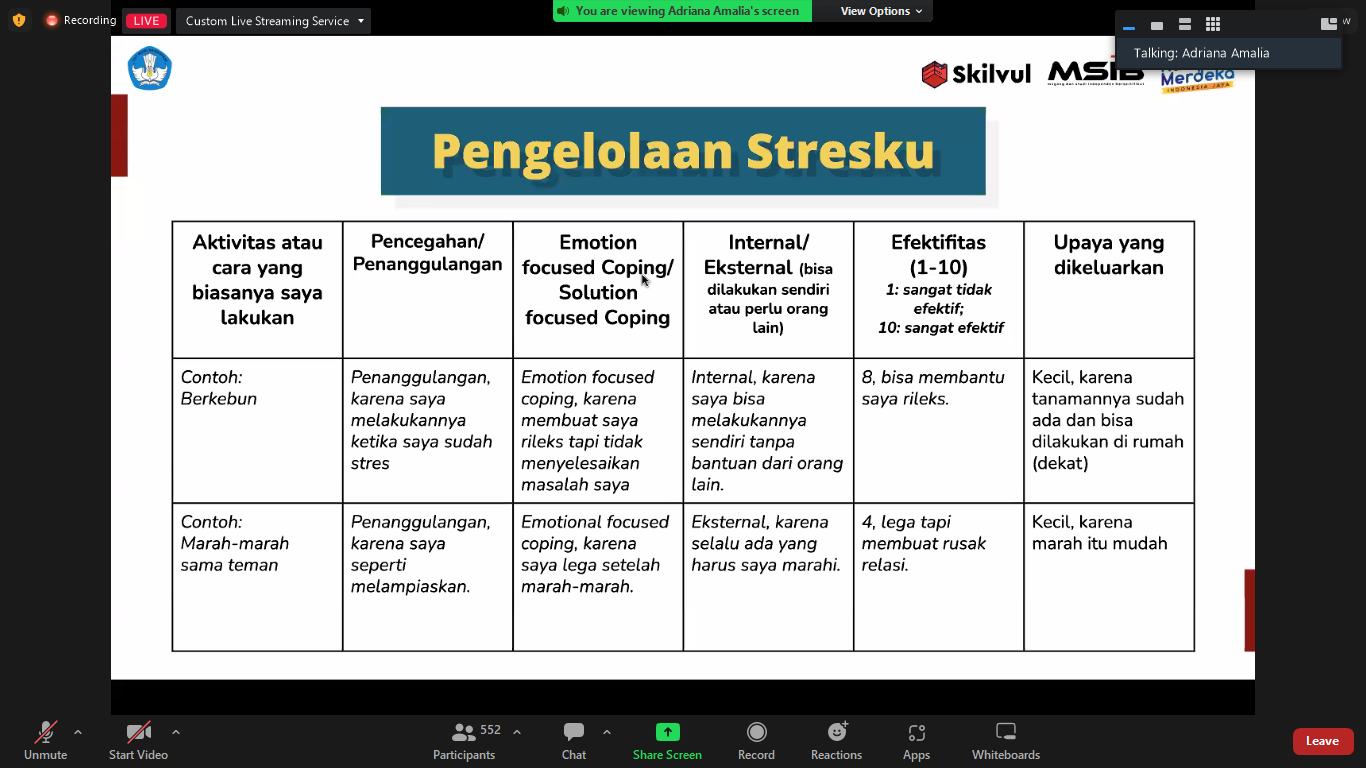 Recording
LIVE
Custom Live Streaming Service
You are viewing Adriana Amalia's screen
View Options
Talking: Adriana Amalia
Skilvul
MSIB
Merdeka
INDONESIA JAYA
Pengelolaan Stresku
Aktivitas atau
cara yang
biasanya saya
lakukan
Pencegahan/
Penanggulangan
Emotion
focused Coping/
Solution
focused Coping
Internal/
Eksternal (bisa
dilakukan sendiri
atau perlu orang
lain)
Efektifitas
(1-10)
1: sangat tidak
efektif;
10: sangat efektif
Upaya yang
dikeluarkan
Contoh:
Berkebun
Penanggulangan,
karena saya
melakukannya
ketika saya sudah
stres
Emotion focused
coping, karena
membuat saya
rileks tapi tidak
menyelesaikan
masalah saya
Internal, karena
saya bisa
melakukannya
sendiri tanpa
bantuan dari orang
lain.
8, bisa membantu
saya rileks.
Kecil, karena
tanamannya sudah
ada dan bisa
dilakukan di rumah
(dekat)
Contoh:
Marah-marah
sama teman
Penanggulangan,
karena saya
seperti
melampiaskan.
Emotional focused
coping, karena
saya lega setelah
marah-marah.
Eksternal, karena
selalu ada yang
harus saya marahi.
4, lega tapi
membuat rusak
relasi.
Kecil, karena
marah itu mudah
Unmute
Start Video
552
Participants
Chat
Share Screen
Record
Reactions
Apps
Whiteboards
Leave